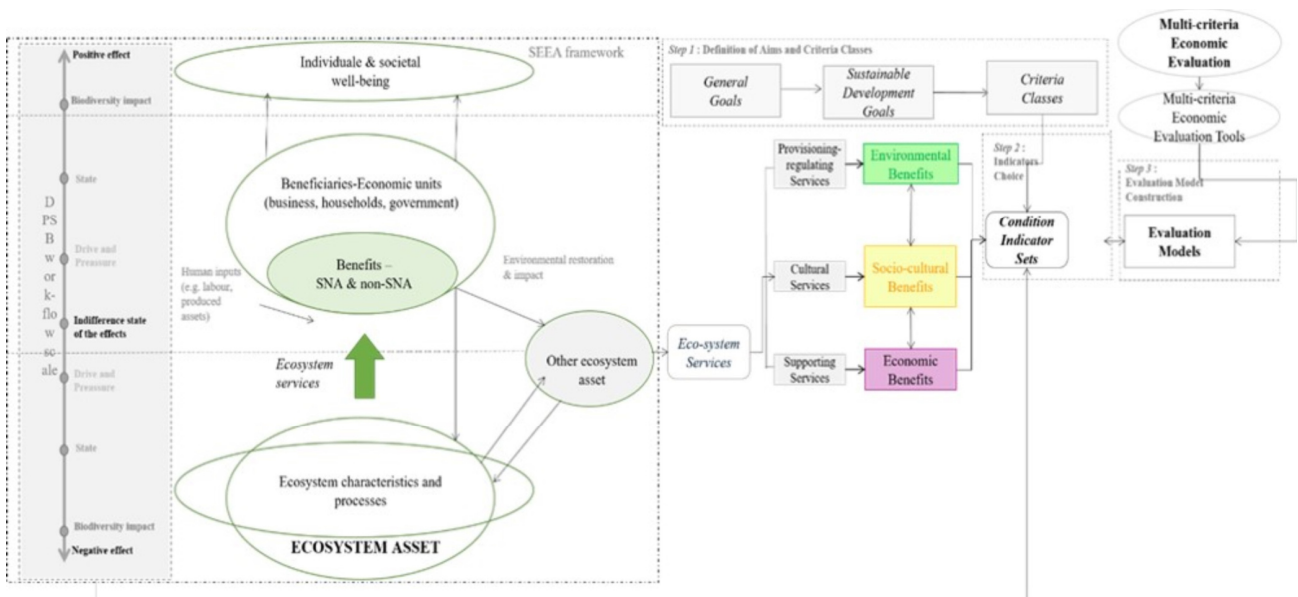 Positive effect
Biodiversity impact
State
Drive and
Preassure
Indifference state
of the effects
Drive and
Preassure
State
Biodiversity impact
Negative effect
D
PS
B
w
or
k-
flo
w
sc
ale
SEEA framework
Individuale & societal
well-being
Beneficiaries-Economic units
(business, households, government)
Benefits –
SNA & non-SNA
Human inputs
(e.g. labour,
produced
assets)
Environmental restoration
& impact
Ecosystem
services
Other ecosystem
asset
Ecosystem characteristics and
processes
ECOSYSTEM ASSET
Eco-system
Services
Step 1 : Definition of Aims and Criteria Classes
General
Goals
Sustainable
Development
Goals
Criteria
Classes
Provisioning-
regulating Services
Environmental
Benefits
Cultural
Services
Socio-cultural
Benefits
Supporting
Services
Economic
Benefits
Step 2 :
Indicators
Choice
Condition
Indicator
Sets
Multi-criteria
Economic
Evaluation
Multi-criteria
Economic
Evaluation Tools
Step 3 :
Evaluation Model
Construction
Evaluation
Models